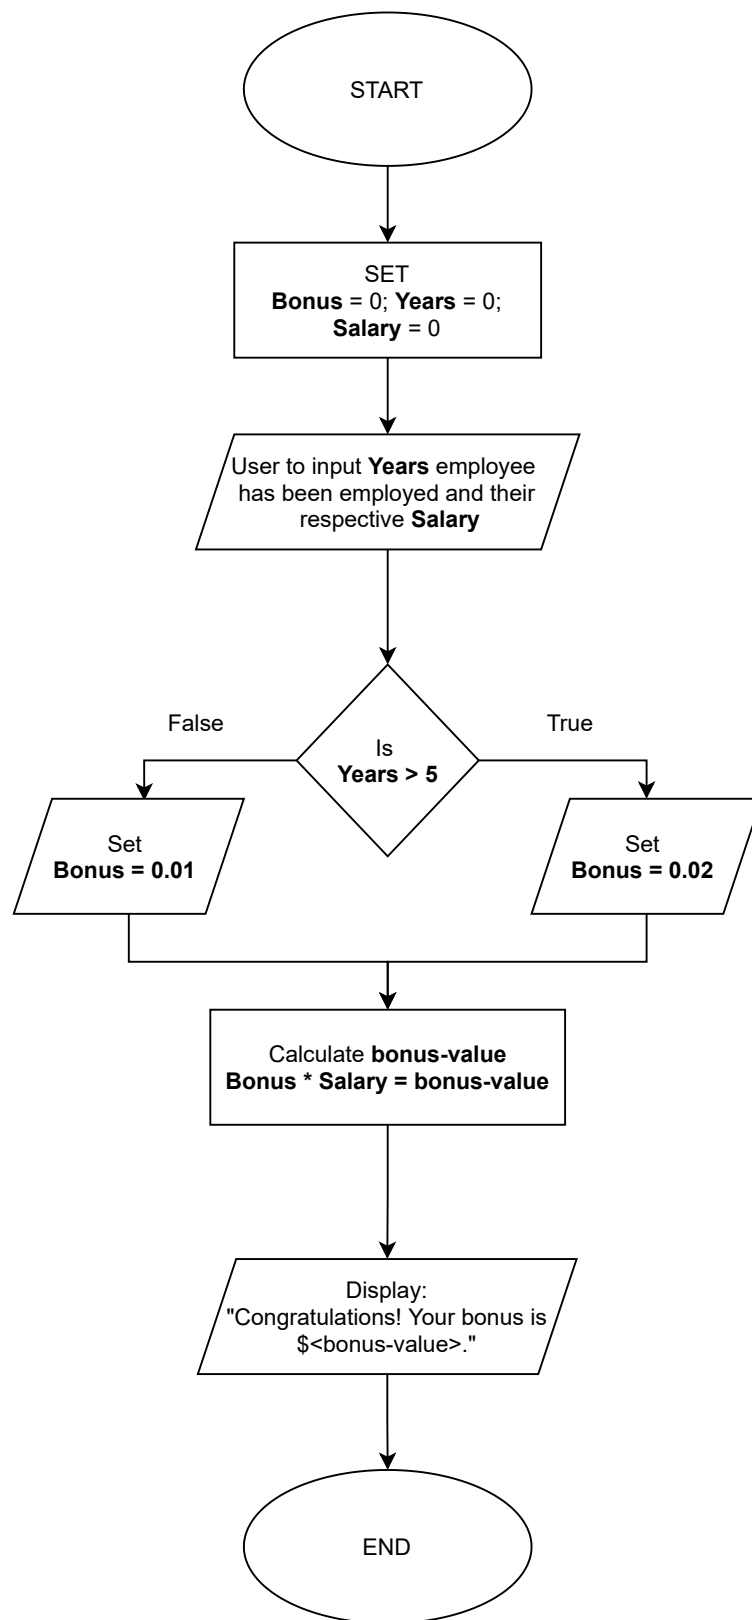 START
SET
Bonus = 0; Years = 0;
Salary = 0
User to input Years employee
has been employed and their
respective Salary
False
True
Is
Years > 5
Set
Bonus = 0.01
Set
Bonus = 0.02
Calculate bonus-value
Bonus * Salary = bonus-value
Display:
"Congratulations! Your bonus is
$<bonus-value>."
END